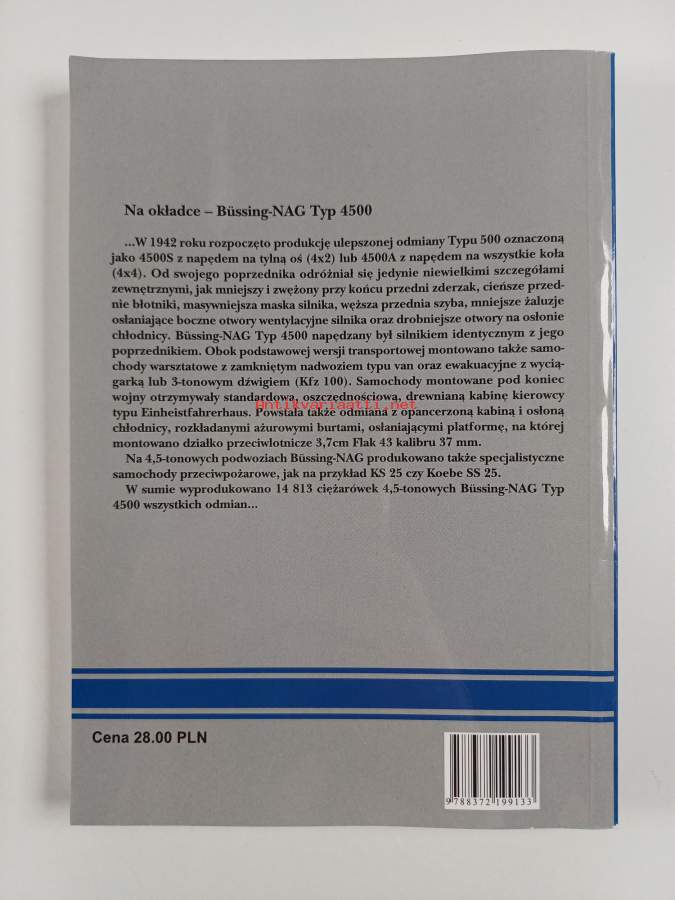 Na okładce – Büssing-NAG Typ 4500
...W 1942 roku rozpoczęto produkcję ulepszonej odmiany Typu 500 oznaczoną
jako 4500S z napędem na tylną oś (4x2) lub 4500A z napędem na wszystkie koła
(4x4). Od swojego poprzednika odróżniał się jedynie niewielkimi szczegółami
zewnętrznymi, jak mniejszy i zwężony przy końcu przedni zderzak, cieńsze przed-
nie błotniki, masywniejsza maska silnika, węższa przednia szyba, mniejsze żaluzje
osłaniające boczne otwory wentylacyjne silnika oraz drobniejsze otwory na osłonie
chłodnicy. Büssing-NAG Typ 4500 napędzany był silnikiem identycznym z jego
poprzednikiem. Obok podstawowej wersji transportowej montowano także samo-
chody warsztatowe z zamkniętym nadwoziem typu van oraz ewakuacyjne z wycią-
garką lub 3-tonowym dźwigiem (Kfz 100). Samochody montowane pod koniec
wojny otrzymywały standardową, oszczędnościową, drewnianą kabinę kierowcy
Antikvariaatti.net
typu Einheistfahrerhaus. Powstała także odmiana z opancerzoną kabiną i osłoną
chłodnicy, rozkładanymi ażurowymi burtami, osłaniającymi platformę, na której
montowano działko przeciwlotnicze 3,7cm Flak 43 kalibru 37 mm.
Na 4,5-tonowych podwoziach Büssing-NAG produkowano także specjalistyczne
samochody przeciwpożarowe, jak na przykład KS 25 czy Koebe SS 25.
W sumie wyprodukowano 14 813 ciężarówek 4,5-tonowych Büssing-NAG Typ
4500 wszystkich odmian...
Cena 28.00 PLN
9 788372 199133